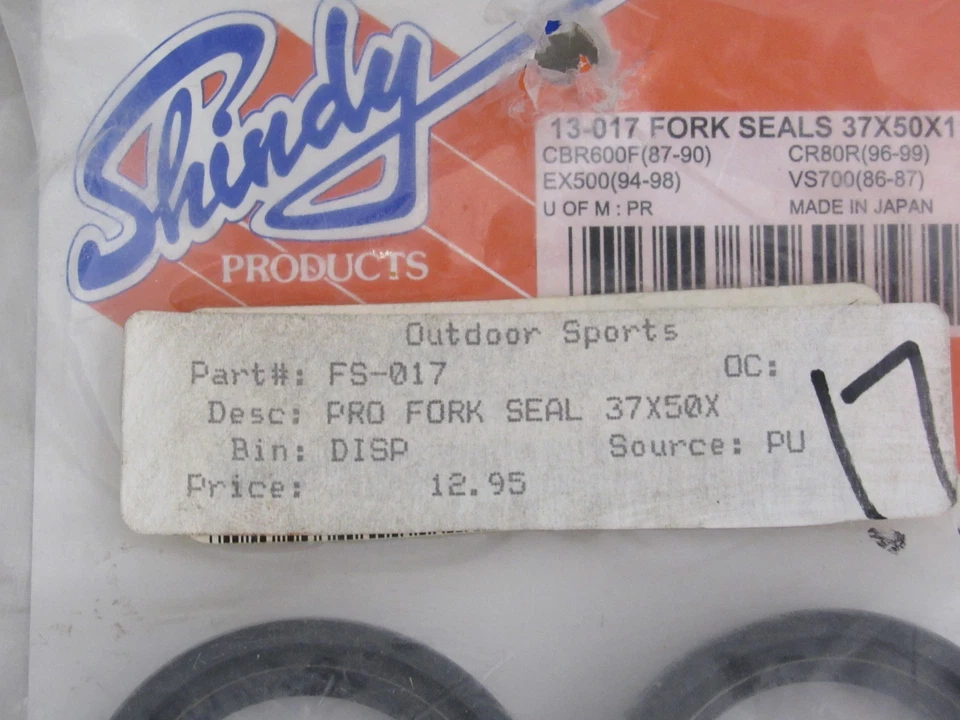 Shindy
PRODUCTS
13-017 FORK SEALS 37X50X1
CBR600F(87-90) CR80R(96-99)
EX500(94-98) VS700(86-87)
U OF M : PR MADE IN JAPAN
Outdoor Sports
Part#: FS-017 OC:
Desc: PRO FORK SEAL 37X50X
Bin: DISP Source: PU
Price: 12.95
17